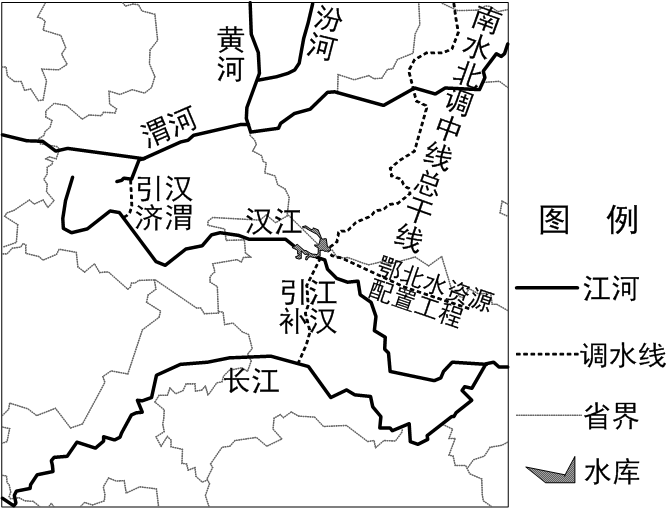 黄河
汾河
南水北调中线总干线
渭河
引汉
济渭
汉江
鄂北水资源
配置工程
引江
补汉
长江
图 例
江河
调水线
省界
水库